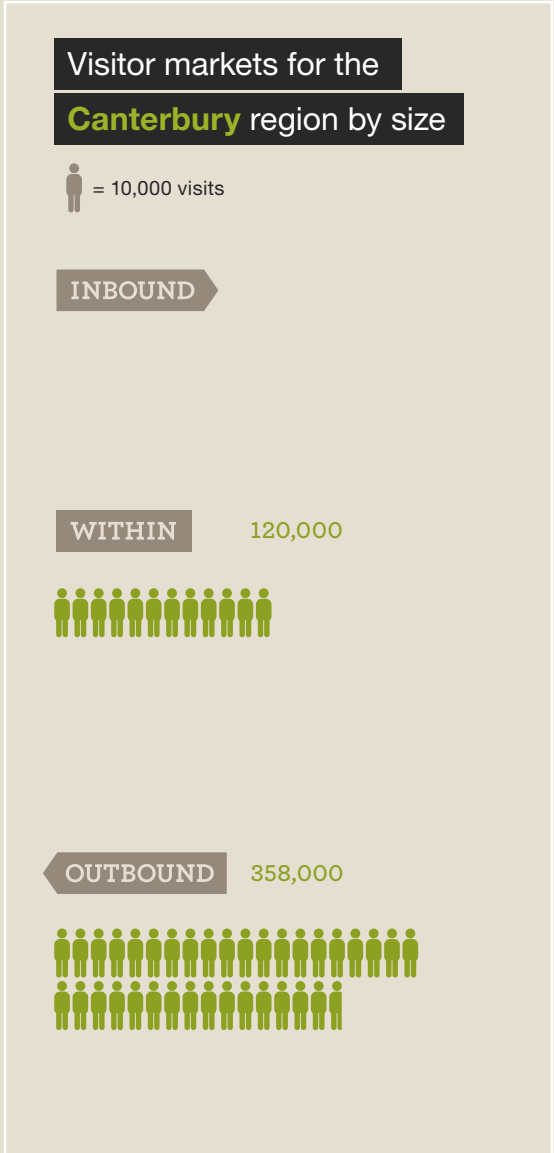 Visitor markets for the
Canterbury region by size
= 10,000 visits
INBOUND
WITHIN 120,000
OUTBOUND 358,000